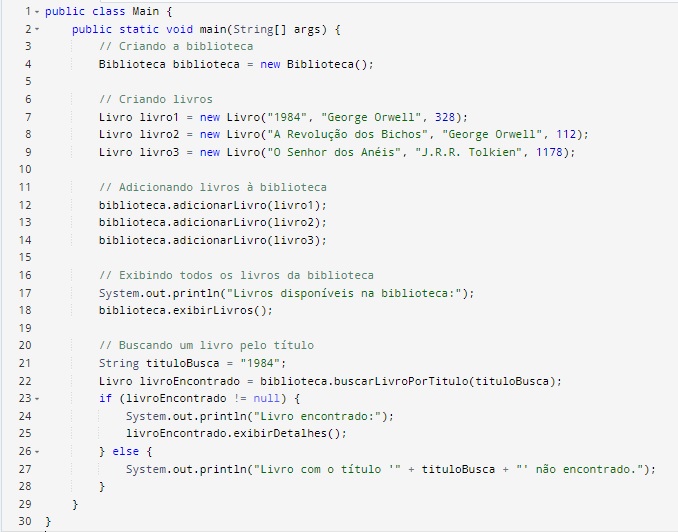 1 public class Main {
2 public static void main(String[] args) {
3 // Criando a biblioteca
4 Biblioteca biblioteca = new Biblioteca();
5
6 // Criando livros
7 Livro livro1 = new Livro("1984", "George Orwell", 328);
8 Livro livro2 = new Livro("A Revolução dos Bichos", "George Orwell", 112);
9 Livro livro3 = new Livro("O Senhor dos Anéis", "J.R.R. Tolkien", 1178);
10
11 // Adicionando livros à biblioteca
12 biblioteca.adicionarLivro(livro1);
13 biblioteca.adicionarLivro(livro2);
14 biblioteca.adicionarLivro(livro3);
15
16 // Exibindo todos os livros da biblioteca
17 System.out.println("Livros disponíveis na biblioteca:");
18 biblioteca.exibirLivros();
19
20 // Buscando um livro pelo título
21 String tituloBusca = "1984";
22 Livro livroEncontrado = biblioteca.buscarLivroPorTitulo(tituloBusca);
23 if (livroEncontrado != null) {
24 System.out.println("Livro encontrado:");
25 livroEncontrado.exibirDetalhes();
26 } else {
27 System.out.println("Livro com o título '" + tituloBusca + "' não encontrado.");
28 }
29 }
30 }